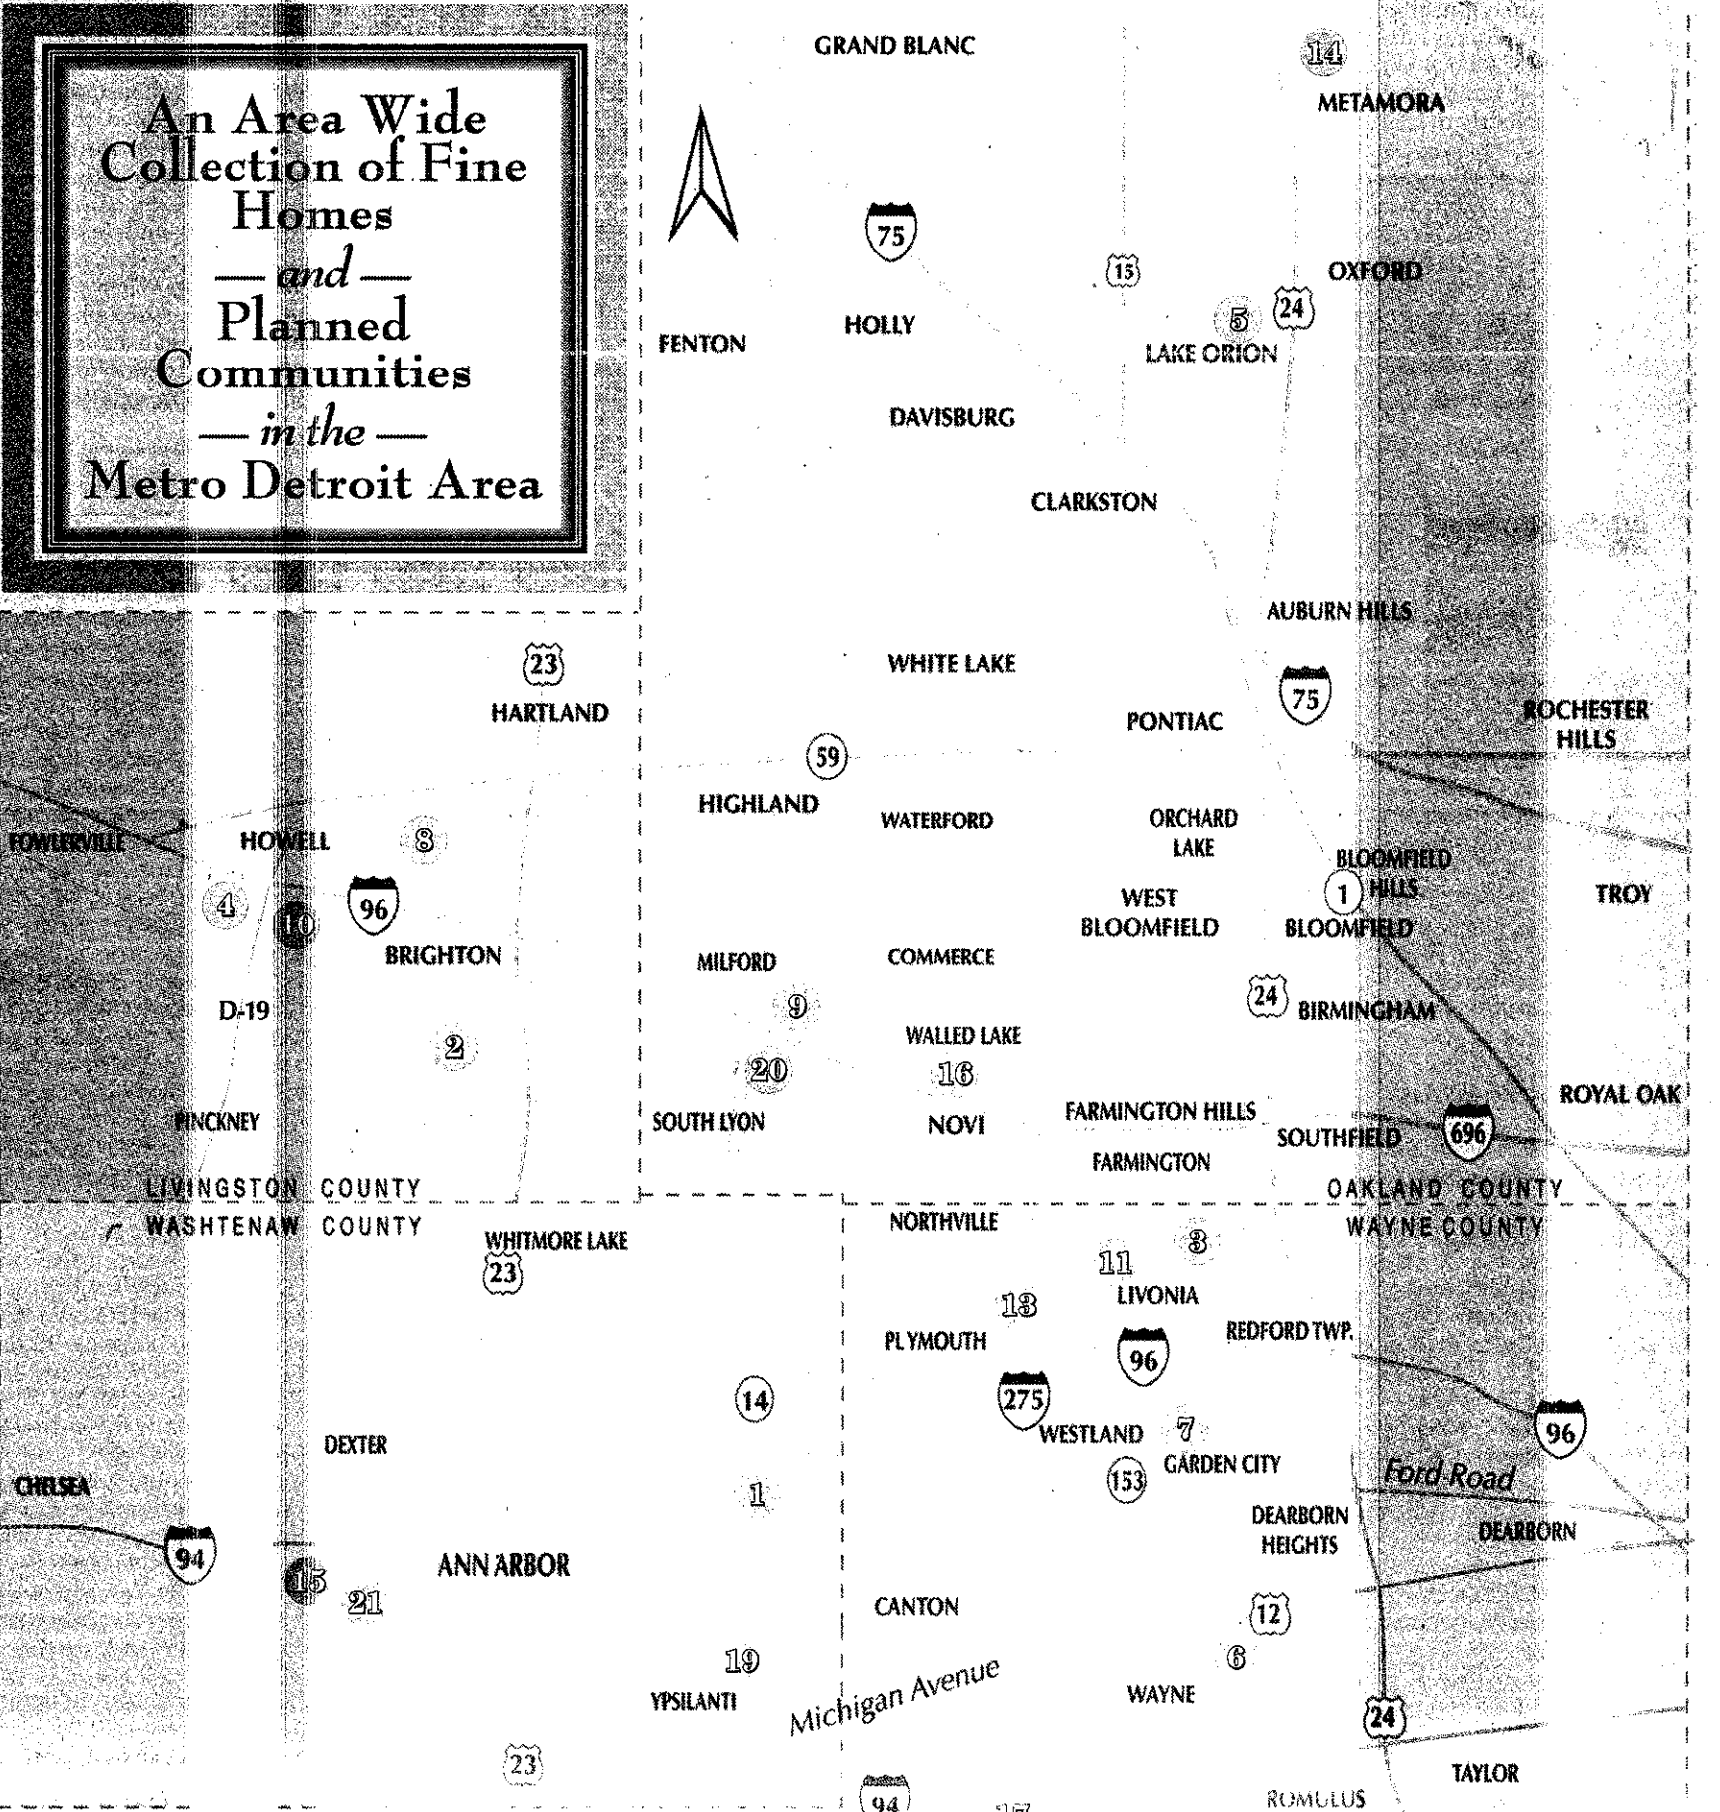 An Area Wide
Collection of Fine
Homes
— and —
Planned
Communities
— in the —
Metro Detroit Area
GRAND BLANC
14
METAMORA
75
15
OXFORD
5
24
HOLLY
FENTON
LAKE ORION
DAVISBURG
CLARKSTON
AUBURN HILLS
23
WHITE LAKE
75
HARTLAND
PONTIAC
ROCHESTER
HILLS
59
HIGHLAND
WATERFORD
ORCHARD
LAKE
FOWLERVILLE
HOWELL
8
BLOOMFIELD
HILLS
1
TROY
4
10
96
WEST
BLOOMFIELD
BLOOMFIELD
BRIGHTON
MILFORD
COMMERCE
24
BIRMINGHAM
D-19
9
2
WALLED LAKE
20
16
ROYAL OAK
PINCKNEY
SOUTH LYON
NOVI
FARMINGTON HILLS
SOUTHFIELD
696
FARMINGTON
LIVINGSTON COUNTY
OAKLAND COUNTY
WASHTENAW COUNTY
WAYNE COUNTY
NORTHVILLE
WHITMORE LAKE
23
3
11
LIVONIA
13
PLYMOUTH
REDFORD TWP.
96
14
275
WESTLAND
7
96
DEXTER
GARDEN CITY
153
Ford Road
CHELSEA
1
DEARBORN
HEIGHTS
DEARBORN
94
ANN ARBOR
15
21
CANTON
12
19
6
YPSILANTI
Michigan Avenue
WAYNE
24
23
TAYLOR
94
ROMULUS